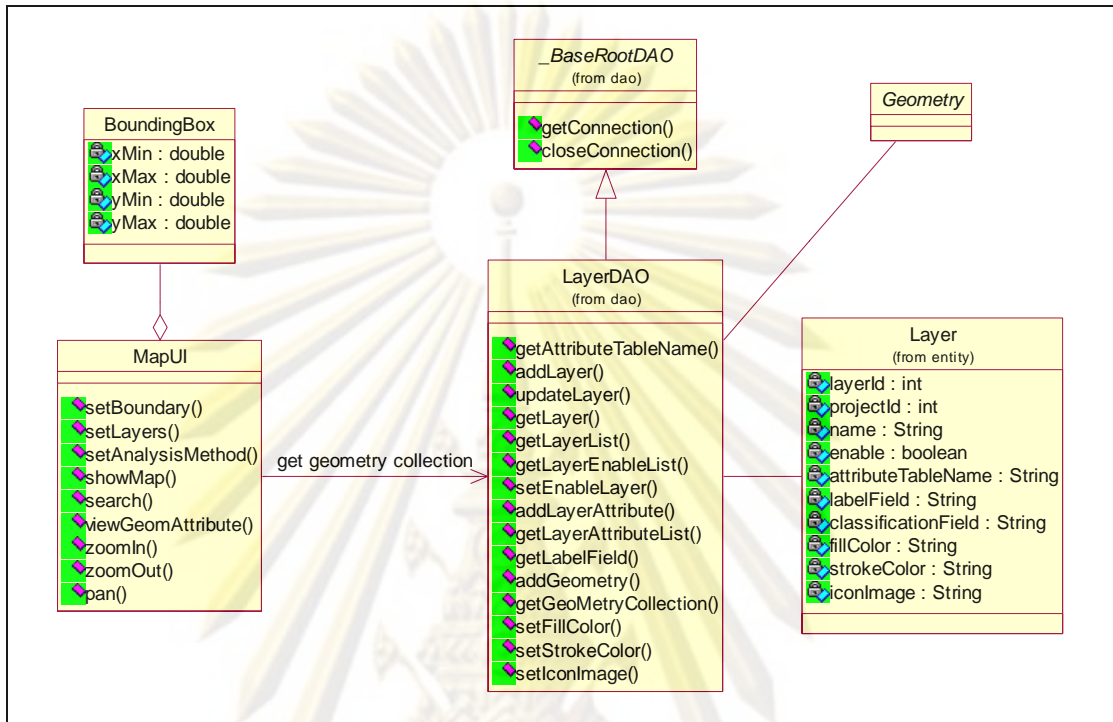 _BaseRootDAO
(from dao)
getConnection()
closeConnection()
Geometry
BoundingBox
xMin : double
xMax : double
yMin : double
yMax : double
LayerDAO
(from dao)
getAttributeTableName()
addLayer()
updateLayer()
getLayer()
getLayerList()
getLayerEnableList()
setEnableLayer()
addLayerAttribute()
getLayerAttributeList()
getLabelField()
addGeometry()
getGeoMetryCollection()
setFillColor()
setStrokeColor()
setIconImage()
MapUI
setBoundary()
setLayers()
setAnalysisMethod()
showMap()
search()
viewGeomAttribute()
zoomIn()
zoomOut()
pan()
get geometry collection
Layer
(from entity)
layerId : int
projectId : int
name : String
enable : boolean
attributeTableName : String
labelField : String
classificationField : String
fillColor : String
strokeColor : String
iconImage : String